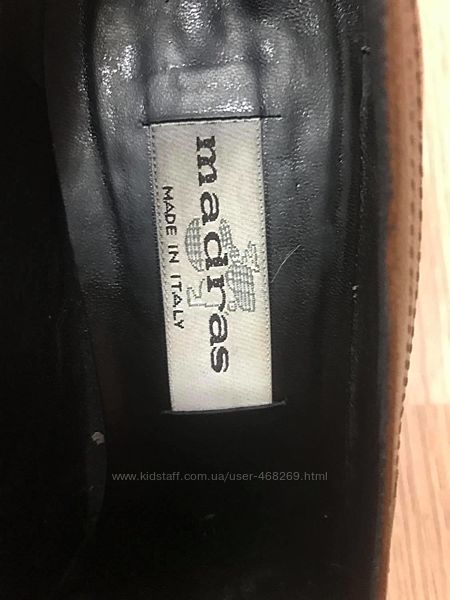 madras
MADE IN ITALY
www.kidstaff.com.ua/user-468269.html